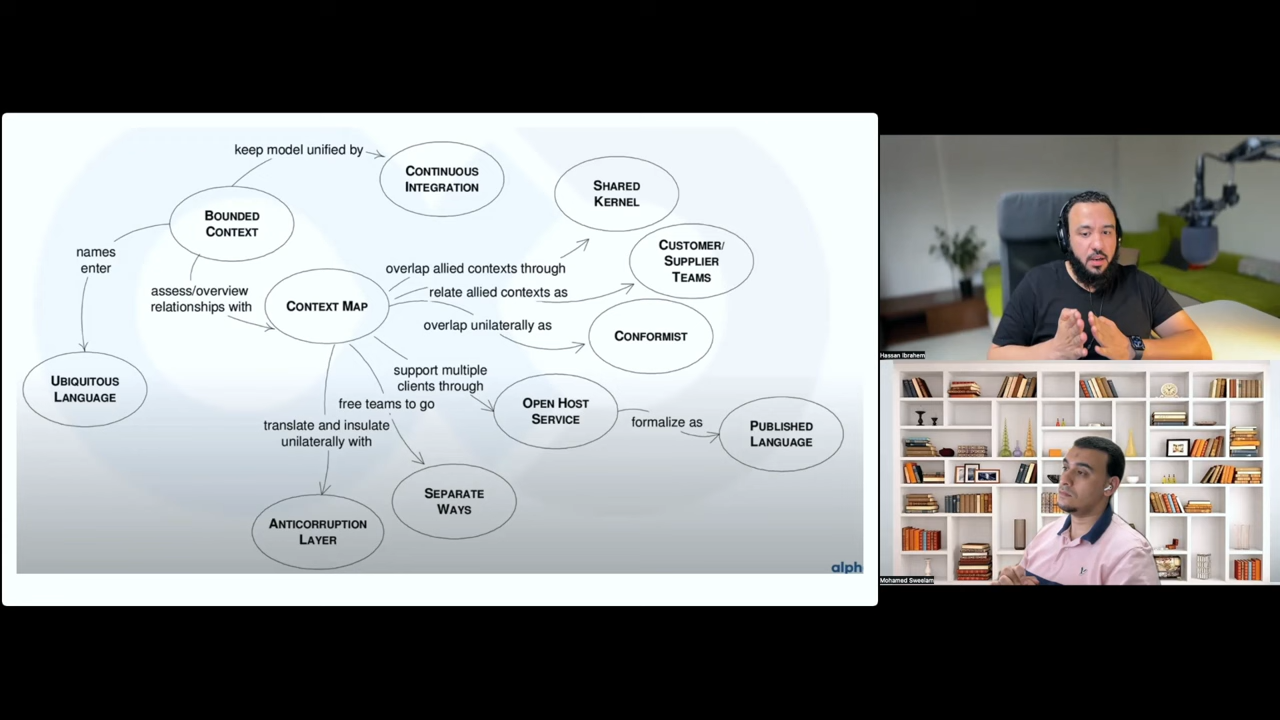 keep model unified by
CONTINUOUS
INTEGRATION
SHARED
KERNEL
BOUNDED
CONTEXT
names
enter
assess/overview
relationships with
CONTEXT MAP
overlap allied contexts through
CUSTOMER/
SUPPLIER
TEAMS
relate allied contexts as
overlap unilaterally as
CONFORMIST
UBIQUITOUS
LANGUAGE
support multiple
clients through
free teams to go
translate and insulate
unilaterally with
OPEN HOST
SERVICE
formalize as
PUBLISHED
LANGUAGE
SEPARATE
WAYS
ANTICORRUPTION
LAYER
alph
Hassan Ibrahem
Mohamed Sweelam